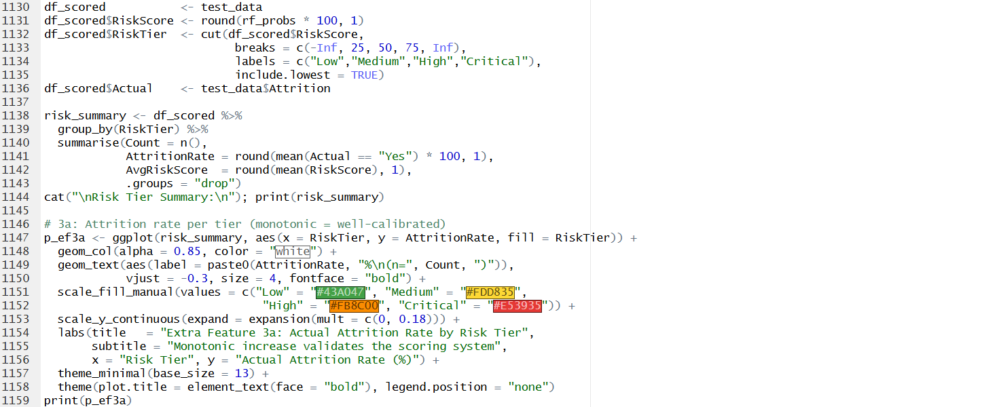 1130 df_scored           <- test_data
1131 df_scored$RiskScore <- round(rf_probs * 100, 1)
1132 df_scored$RiskTier  <- cut(df_scored$RiskScore,
1133                             breaks = c(-Inf, 25, 50, 75, Inf),
1134                             labels = c("Low","Medium","High","Critical"),
1135                             include.lowest = TRUE)
1136 df_scored$Actual    <- test_data$Attrition
1137
1138 risk_summary <- df_scored %>%
1139   group_by(RiskTier) %>%
1140   summarise(Count = n(),
1141             AttritionRate = round(mean(Actual == "Yes") * 100, 1),
1142             AvgRiskScore  = round(mean(RiskScore), 1),
1143             .groups = "drop")
1144 cat("\nRisk Tier Summary:\n"); print(risk_summary)
1145
1146 # 3a: Attrition rate per tier (monotonic = well-calibrated)
1147 p_ef3a <- ggplot(risk_summary, aes(x = RiskTier, y = AttritionRate, fill = RiskTier)) +
1148   geom_col(alpha = 0.85, color = "white") +
1149   geom_text(aes(label = paste0(AttritionRate, "%\n(n=", Count, ")")),
1150             vjust = -0.3, size = 4, fontface = "bold") +
1151   scale_fill_manual(values = c("Low" = "#43A047", "Medium" = "#FDD835",
1152                                 "High" = "#FB8C00", "Critical" = "#E53935")) +
1153   scale_y_continuous(expand = expansion(mult = c(0, 0.18))) +
1154   labs(title   = "Extra Feature 3a: Actual Attrition Rate by Risk Tier",
1155        subtitle = "Monotonic increase validates the scoring system",
1156        x = "Risk Tier", y = "Actual Attrition Rate (%)") +
1157   theme_minimal(base_size = 13) +
1158   theme(plot.title = element_text(face = "bold"), legend.position = "none")
1159 print(p_ef3a)